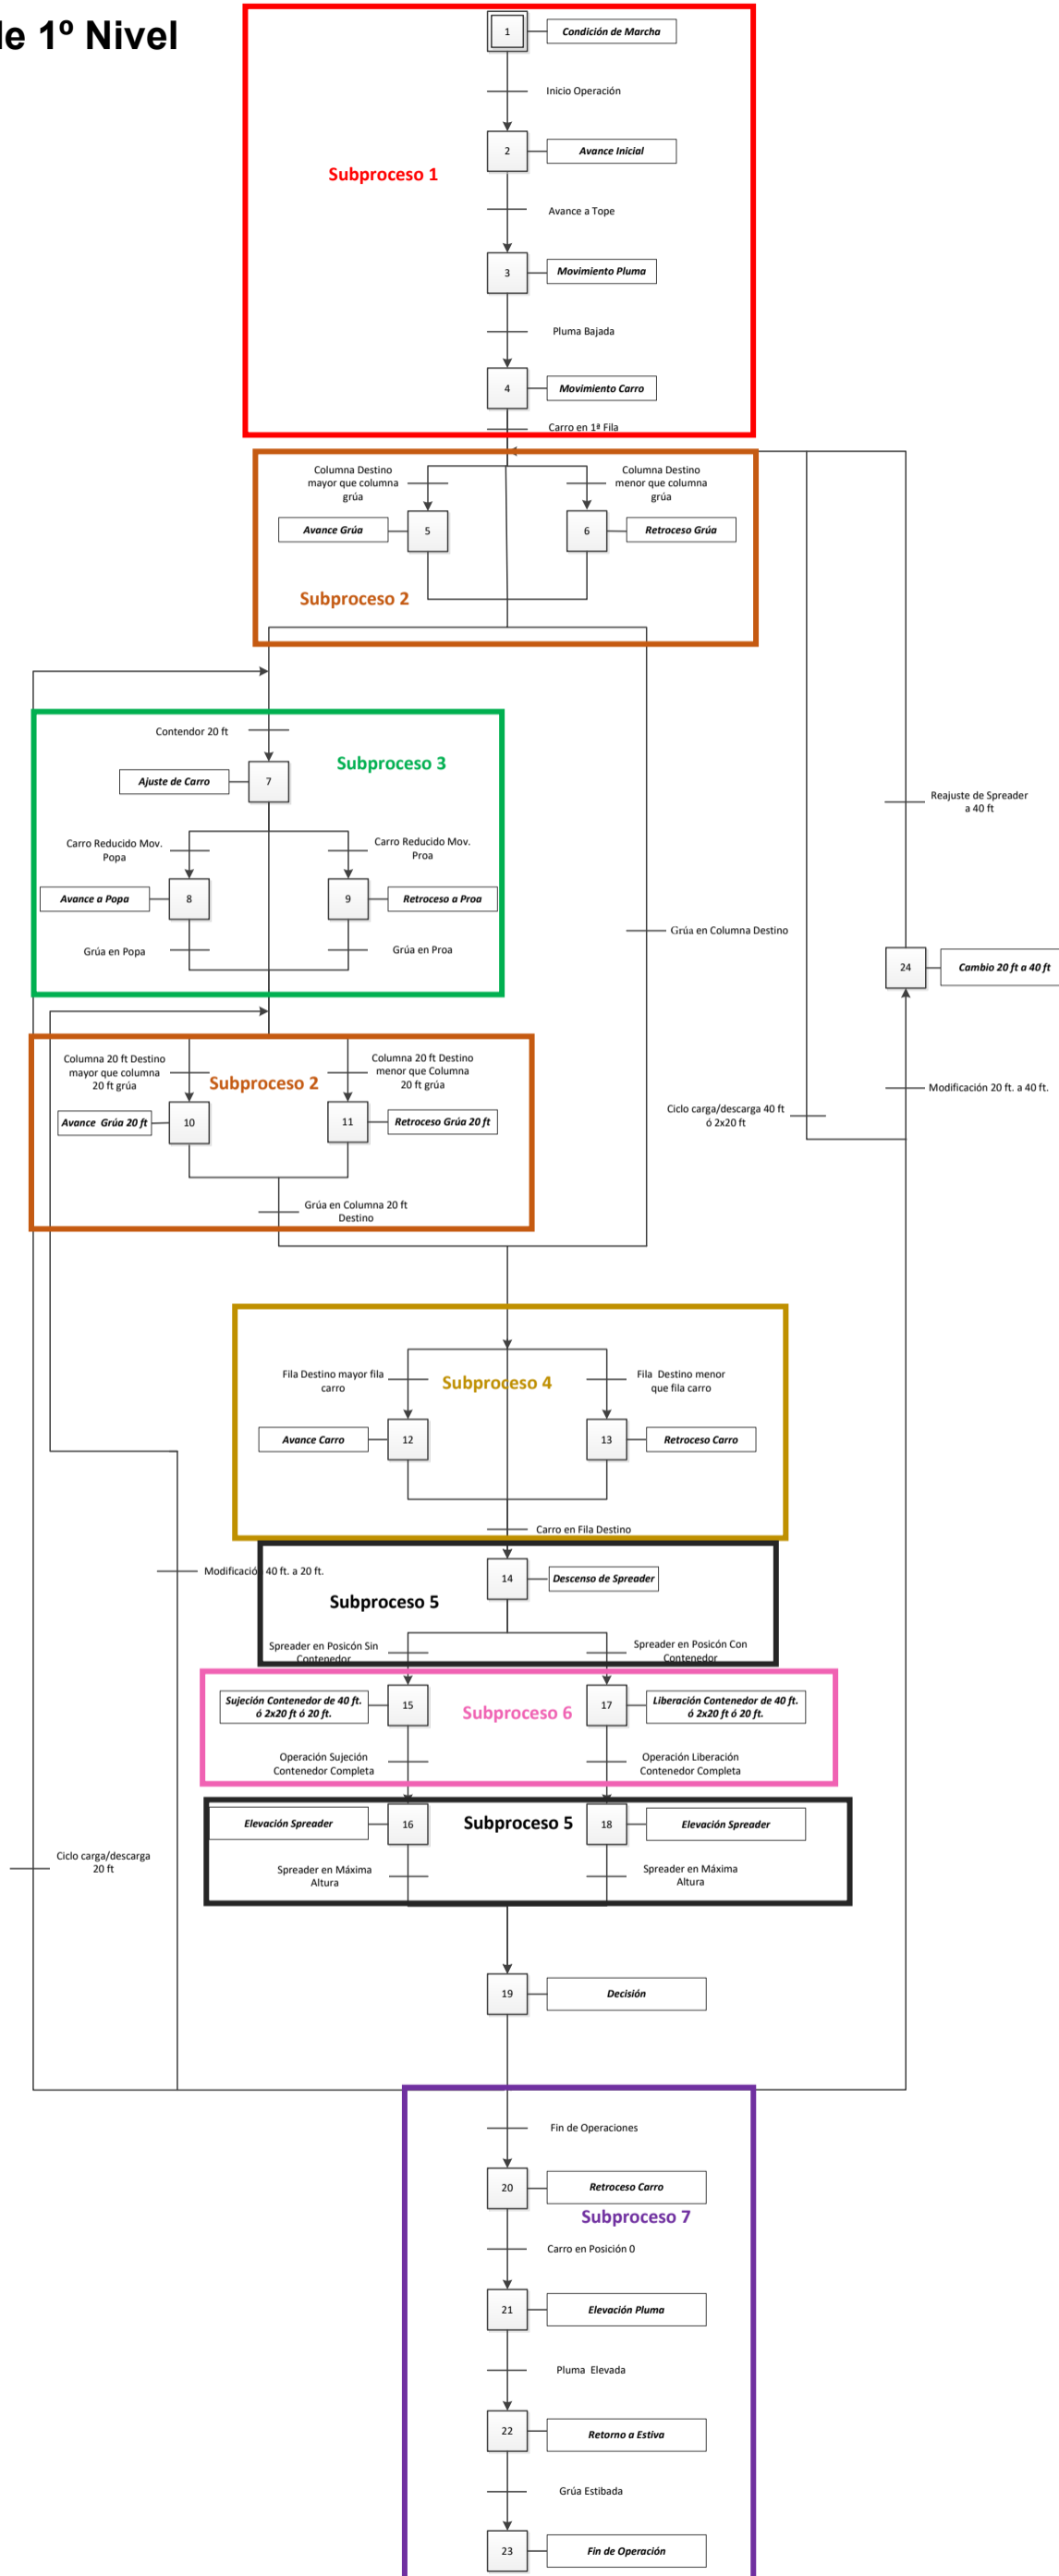 le 1º Nivel
1
Condición de Marcha
Inicio Operación
2
Avance Inicial
Subproceso 1
Avance a Tope
3
Movimiento Pluma
Pluma Bajada
4
Movimiento Carro
Carro en 1ª Fila
Columna Destino
mayor que columna
grúa
Columna Destino
menor que columna
grúa
Avance Grúa
5
6
Retroceso Grúa
Subproceso 2
Contendor 20 ft
Subproceso 3
Ajuste de Carro
7
Reajuste de Spreader
a 40 ft
Carro Reducido Mov.
Popa
Carro Reducido Mov.
Proa
Avance a Popa
8
9
Retroceso a Proa
Grúa en Popa
Grúa en Proa
Grúa en Columna Destino
24
Cambio 20 ft a 40 ft
Columna 20 ft Destino
mayor que columna
20 ft grúa
Subproceso 2
Columna 20 ft Destino
menor que Columna
20 ft grúa
Modificación 20 ft. a 40 ft.
Ciclo carga/descarga 40 ft
ó 2x20 ft
Avance  Grúa 20 ft
10
11
Retroceso Grúa 20 ft
Grúa en Columna 20 ft
Destino
Fila Destino mayor fila
carro
Subproceso 4
Fila  Destino menor
que fila carro
Avance Carro
12
13
Retroceso Carro
Carro en Fila Destino
Modificació 40 ft. a 20 ft.
14
Descenso de Spreader
Subproceso 5
Spreader en Posicón Sin
Contenedor
Spreader en Posicón Con
Contenedor
Sujeción Contenedor de 40 ft.
ó 2x20 ft ó 20 ft.
15
Subproceso 6
17
Liberación Contenedor de 40 ft.
ó 2x20 ft ó 20 ft.
Operación Sujeción
Contenedor Completa
Operación Liberación
Contenedor Completa
Elevación Spreader
16
Subproceso 5
18
Elevación Spreader
Ciclo carga/descarga
20 ft
Spreader en Máxima
Altura
Spreader en Máxima
Altura
19
Decisión
Fin de Operaciones
20
Retroceso Carro
Subproceso 7
Carro en Posición 0
21
Elevación Pluma
Pluma  Elevada
22
Retorno a Estiva
Grúa Estibada
23
Fin de Operación